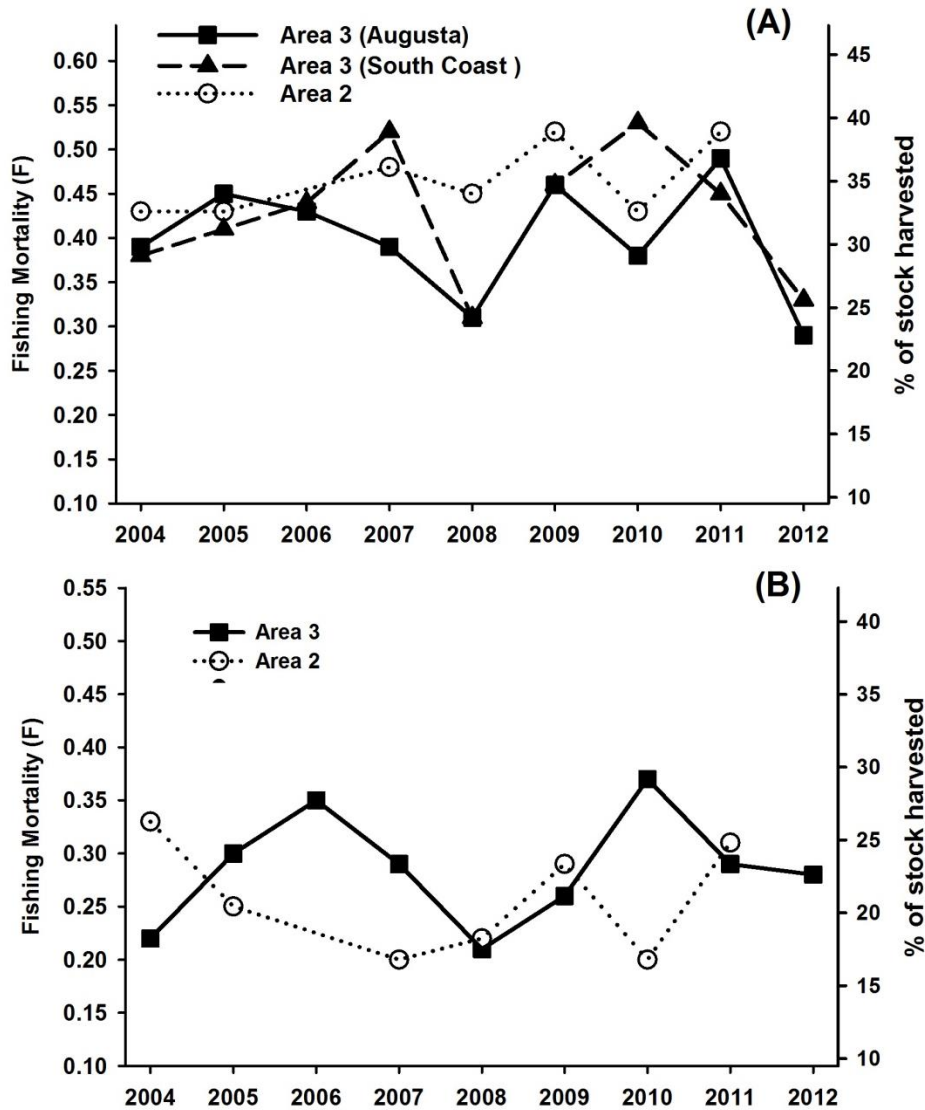 (A)
Area 3 (Augusta)
Area 3 (South Coast )
Area 2
Fishing Mortality (F)
0.60
0.55
0.50
0.45
0.40
0.35
0.30
0.25
0.20
0.15
0.10
% of stock harvested
45
40
35
30
25
20
15
10
2004 2005 2006 2007 2008 2009 2010 2011 2012
(B)
Area 3
Area 2
Fishing Mortality (F)
0.55
0.50
0.45
0.40
0.35
0.30
0.25
0.20
0.15
0.10
% of stock harvested
40
35
30
25
20
15
10
2004 2005 2006 2007 2008 2009 2010 2011 2012